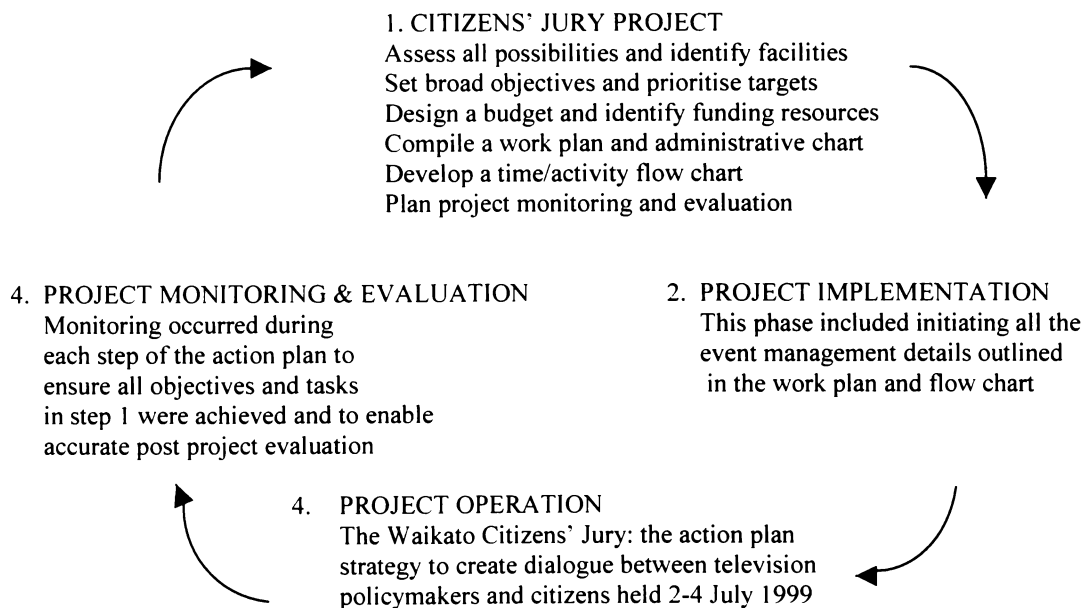 1. CITIZENS’ JURY PROJECT
Assess all possibilities and identify facilities
Set broad objectives and prioritise targets
Design a budget and identify funding resources
Compile a work plan and administrative chart
Develop a time/activity flow chart
Plan project monitoring and evaluation
2. PROJECT IMPLEMENTATION
This phase included initiating all the
event management details outlined
in the work plan and flow chart
4. PROJECT OPERATION
The Waikato Citizens’ Jury: the action plan
strategy to create dialogue between television
policymakers and citizens held 2-4 July 1999
4. PROJECT MONITORING & EVALUATION
Monitoring occurred during
each step of the action plan to
ensure all objectives and tasks
in step 1 were achieved and to enable
accurate post project evaluation